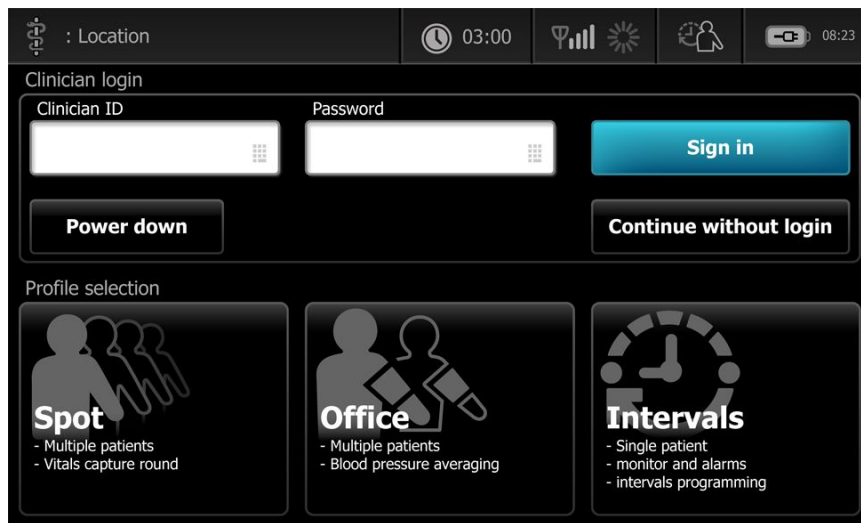 : Location
03:00
08:23
Clinician login
Clinician ID
Password
Sign in
Power down
Continue without login
Profile selection
Spot
- Multiple patients
- Vitals capture round
Office
- Multiple patients
- Blood pressure averaging
Intervals
- Single patient
- monitor and alarms
- intervals programming